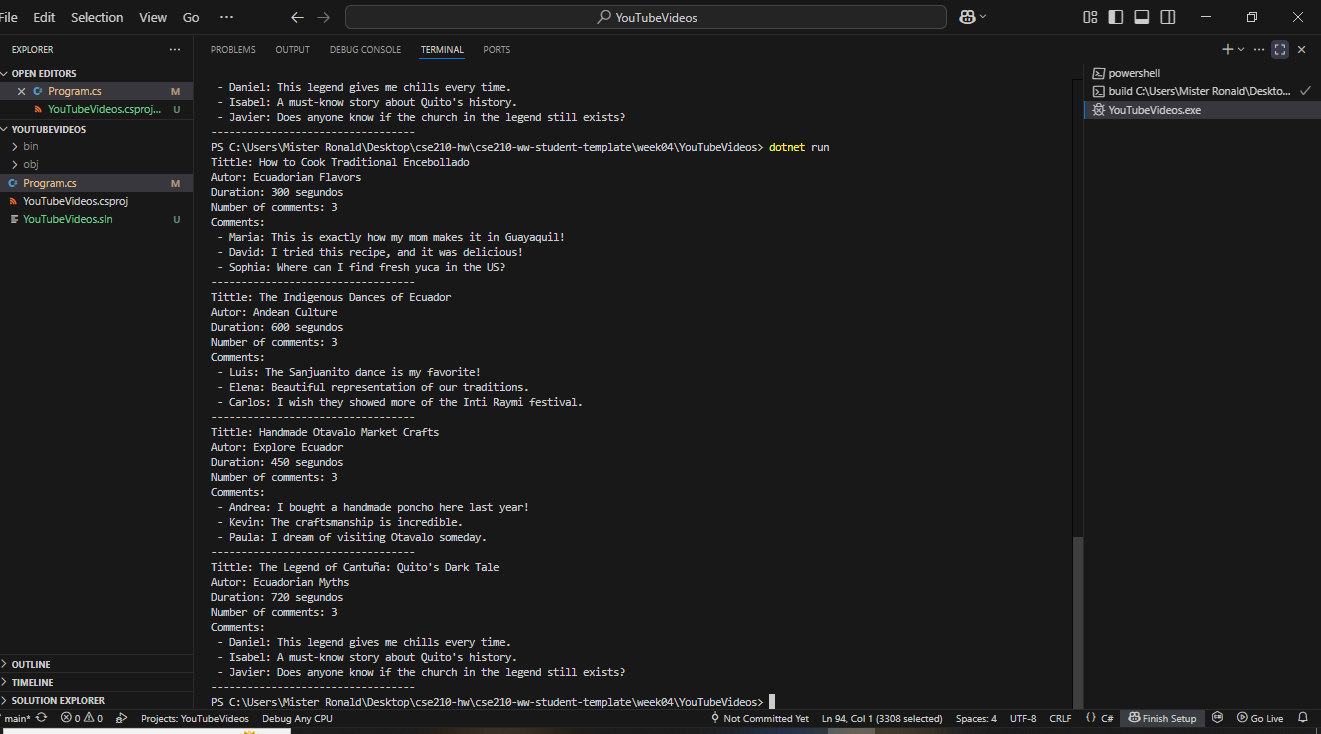 File Edit Selection View Go ··· YouTubeVideos
EXPLORER ···
OPEN EDITORS
Program.cs M
YouTubeVideos.csproj... U
YOUTUBEVIDEOS
bin
obj
Program.cs M
YouTubeVideos.csproj
YouTubeVideos.sln U
OUTLINE
TIMELINE
SOLUTION EXPLORER
PROBLEMS OUTPUT DEBUG CONSOLE TERMINAL PORTS
- Daniel: This legend gives me chills every time.
- Isabel: A must-know story about Quito's history.
- Javier: Does anyone know if the church in the legend still exists?
----------------------------------
PS C:\Users\Mister Ronald\Desktop\cse210-hw\cse210-ww-student-template\week04\YouTubeVideos> dotnet run
Tittle: How to Cook Traditional Encebollado
Autor: Ecuadorian Flavors
Duration: 300 segundos
Number of comments: 3
Comments:
- Maria: This is exactly how my mom makes it in Guayaquil!
- David: I tried this recipe, and it was delicious!
- Sophia: Where can I find fresh yuca in the US?
----------------------------------
Tittle: The Indigenous Dances of Ecuador
Autor: Andean Culture
Duration: 600 segundos
Number of comments: 3
Comments:
- Luis: The Sanjuanito dance is my favorite!
- Elena: Beautiful representation of our traditions.
- Carlos: I wish they showed more of the Inti Raymi festival.
----------------------------------
Tittle: Handmade Otavalo Market Crafts
Autor: Explore Ecuador
Duration: 450 segundos
Number of comments: 3
Comments:
- Andrea: I bought a handmade poncho here last year!
- Kevin: The craftsmanship is incredible.
- Paula: I dream of visiting Otavalo someday.
----------------------------------
Tittle: The Legend of Cantuña: Quito's Dark Tale
Autor: Ecuadorian Myths
Duration: 720 segundos
Number of comments: 3
Comments:
- Daniel: This legend gives me chills every time.
- Isabel: A must-know story about Quito's history.
- Javier: Does anyone know if the church in the legend still exists?
----------------------------------
PS C:\Users\Mister Ronald\Desktop\cse210-hw\cse210-ww-student-template\week04\YouTubeVideos>
powershell
build C:\Users\Mister Ronald\Deskto...
YouTubeVideos.exe
main* 0 0 Projects: YouTubeVideos Debug Any CPU Not Committed Yet Ln 94, Col 1 (3308 selected) Spaces: 4 UTF-8 CRLF {} C# Finish Setup Go Live